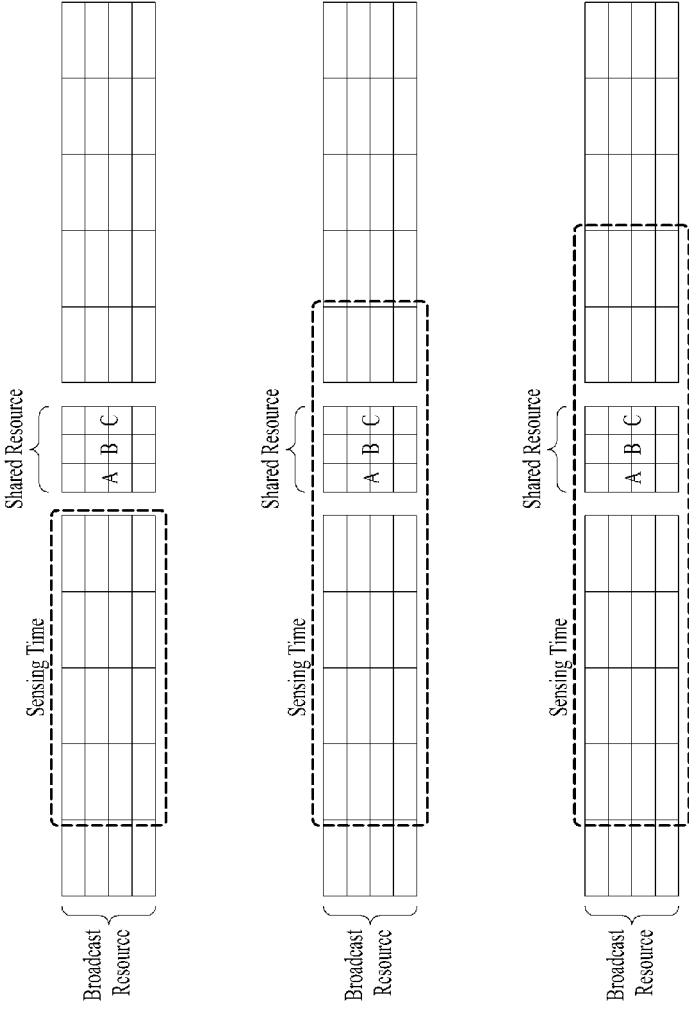 Sensing Time
Shared Resource
Broadcast
Resource
A B C
Sensing Time
Shared Resource
Broadcast
Resource
A B C
Sensing Time
Shared Resource
Broadcast
Resource
A B C